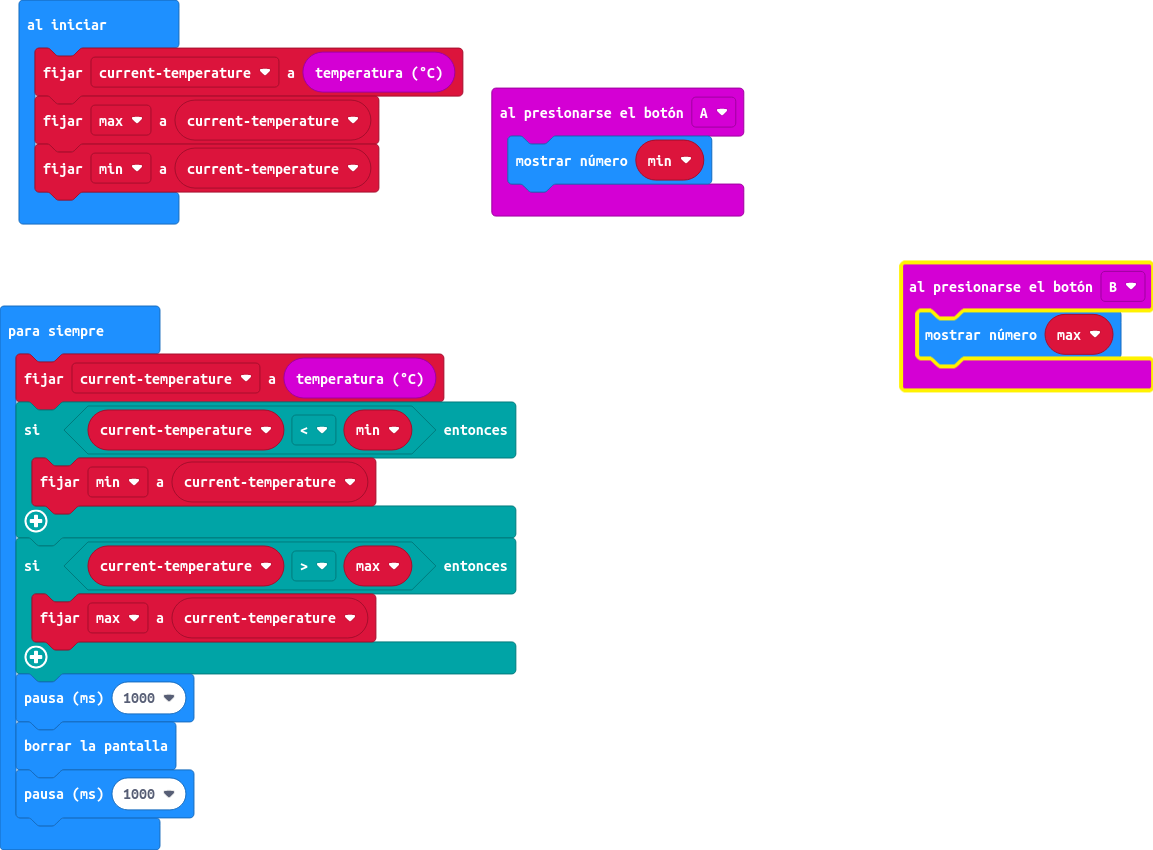 al iniciar
fijar current-temperature a temperatura (°C)
fijar max a current-temperature
fijar min a current-temperature
al presionarse el botón A
mostrar número min
al presionarse el botón B
mostrar número max
para siempre
fijar current-temperature a temperatura (°C)
si current-temperature < min entonces
fijar min a current-temperature
si current-temperature > max entonces
fijar max a current-temperature
pausa (ms) 1000
borrar la pantalla
pausa (ms) 1000